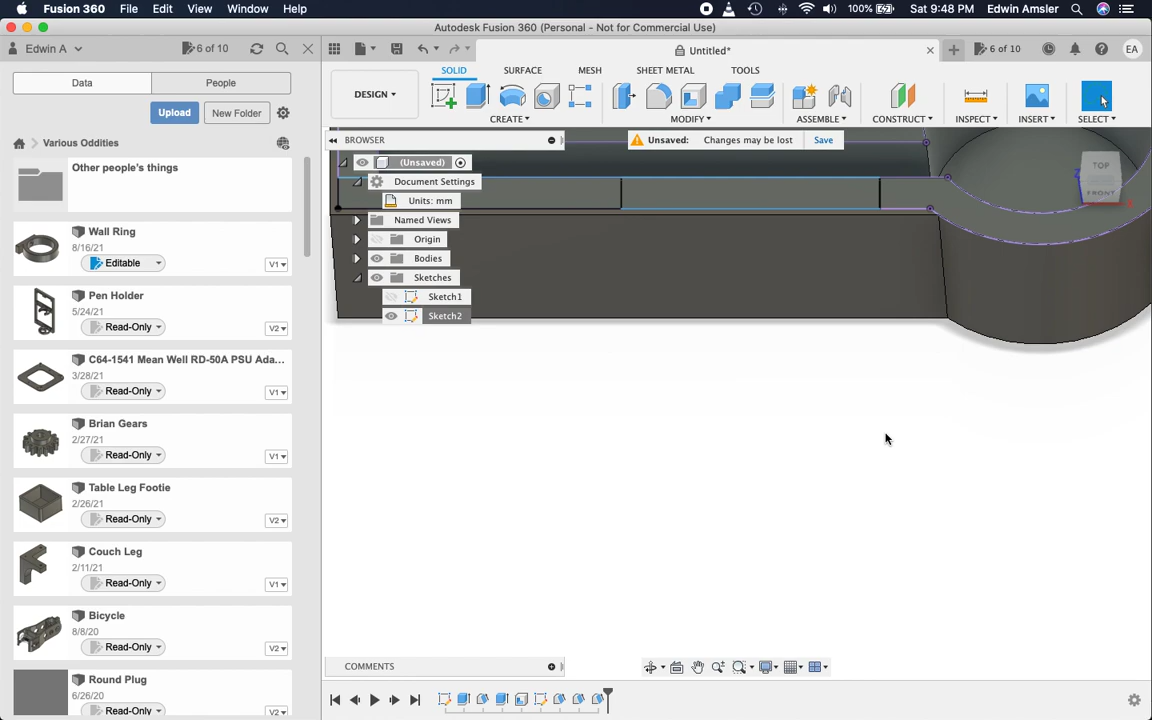 Fusion 360 File Edit View Window Help 100% Sat 9:48 PM Edwin Amsler
Autodesk Fusion 360 (Personal - Not for Commercial Use)
Edwin A 6 of 10 Untitled* 6 of 10 EA
Data People
Upload New Folder
Various Oddities
Other people's things
Wall Ring
8/16/21
Editable V1
Pen Holder
5/24/21
Read-Only V2
C64-1541 Mean Well RD-50A PSU Ada...
3/28/21
Read-Only V1
Brian Gears
2/27/21
Read-Only V1
Table Leg Footie
2/26/21
Read-Only V2
Couch Leg
2/11/21
Read-Only V1
Bicycle
8/8/20
Read-Only V2
Round Plug
6/26/20
Read-Only V2
SOLID SURFACE MESH SHEET METAL TOOLS
DESIGN
CREATE MODIFY ASSEMBLE CONSTRUCT INSPECT INSERT SELECT
BROWSER
Unsaved: Changes may be lost Save
(Unsaved)
Document Settings
Units: mm
Named Views
Origin
Bodies
Sketches
Sketch1
Sketch2
TOP
FRONT
Z
X
COMMENTS